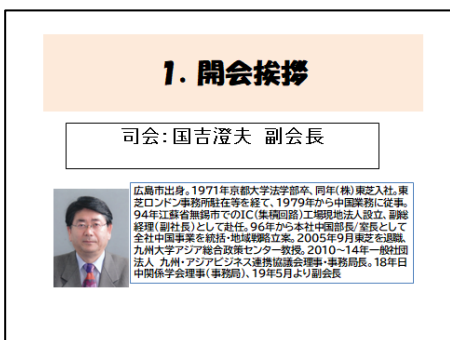 1. 開会挨拶
司会：国吉澄夫 副会長
広島市出身。1971年京都大学法学部卒、同年(株)東芝入社。東
芝ロンドン事務所駐在等を経て、1979年から中国業務に従事。
94年江蘇省無錫市でのIC(集積回路)工場現地法人設立、副総
経理(副社長)として赴任。96年から本社中国部長/室長として
全社中国事業を統括・地域戦略立案。2005年9月東芝を退職、
九州大学アジア総合政策センター教授。2010～14年一般社団
法人 九州・アジアビジネス連携協議会理事・事務局長。18年日
中関係学会理事(事務局)、19年5月より副会長